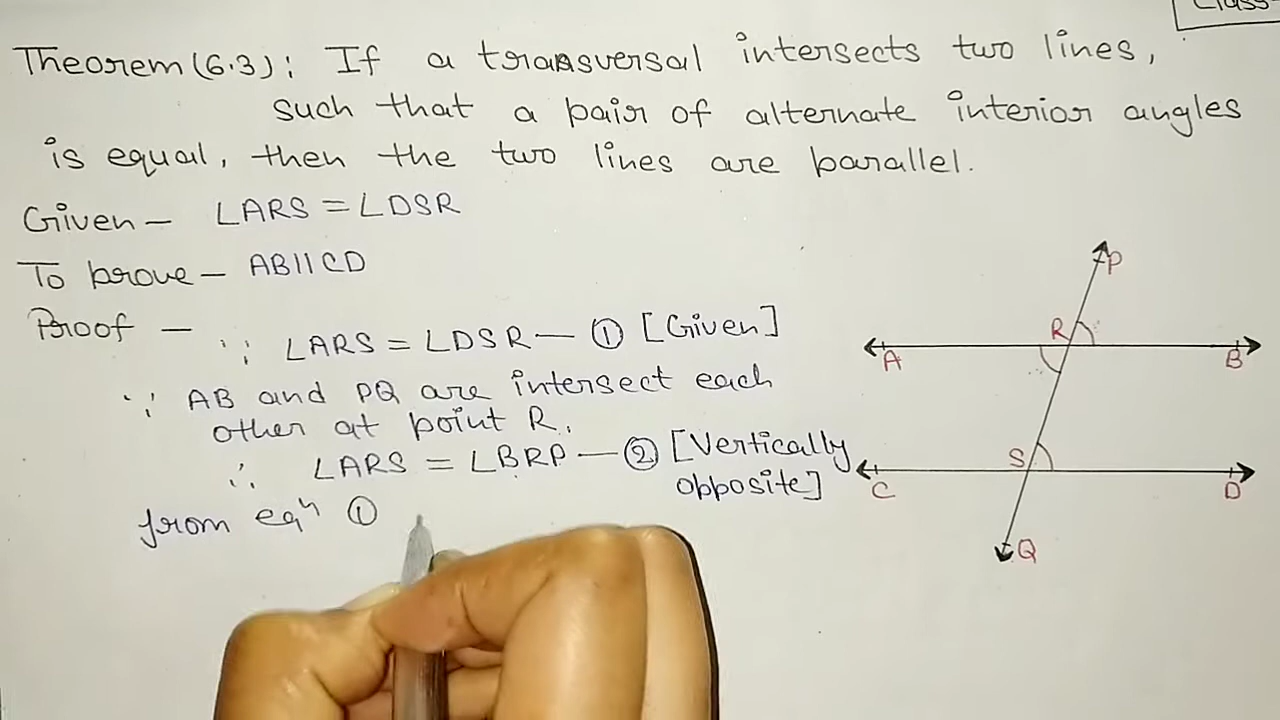 Class
Theorem (6.3): If a transversal intersects two lines,
such that a pair of alternate interior angles
is equal, then the two lines are parallel.
Given - ∠ARS = ∠DSR
To prove - AB || CD
Proof -
∵ ∠ARS = ∠DSR — ① [Given]
∵ AB and PQ are intersect each
other at point R.
∴ ∠ARS = ∠BRP — ② [Vertically
opposite]
from eqⁿ ①
P
R
A
B
S
C
D
Q